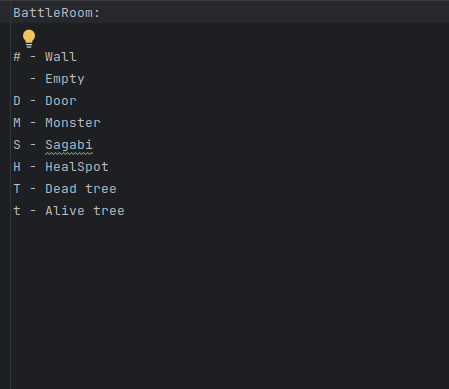 BattleRoom:
# - Wall
  - Empty
D - Door
M - Monster
S - Sagabi
H - HealSpot
T - Dead tree
t - Alive tree